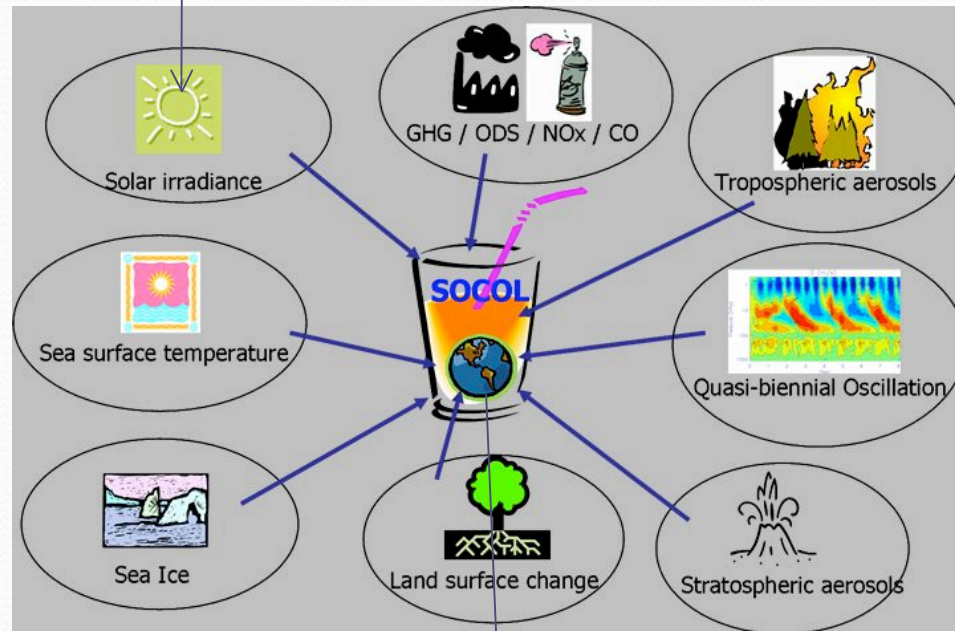 GHG / ODS / NOx / CO
Solar irradiance
Tropospheric aerosols
SOCOL
Sea surface temperature
Quasi-biennial Oscillation
Sea Ice
Land surface change
Stratospheric aerosols